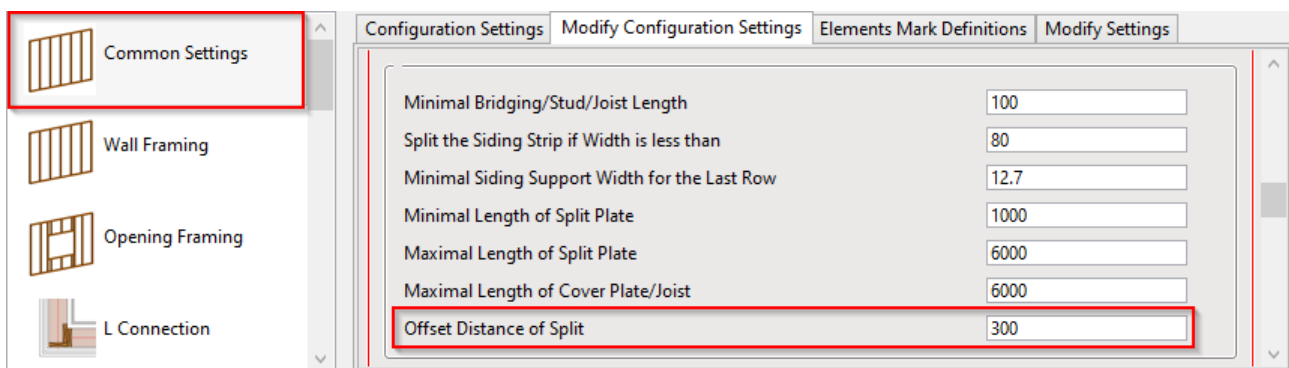 Common Settings
Wall Framing
Opening Framing
L Connection
Configuration Settings Modify Configuration Settings Elements Mark Definitions Modify Settings
Minimal Bridging/Stud/Joist Length 100
Split the Siding Strip if Width is less than 80
Minimal Siding Support Width for the Last Row 12.7
Minimal Length of Split Plate 1000
Maximal Length of Split Plate 6000
Maximal Length of Cover Plate/Joist 6000
Offset Distance of Split 300